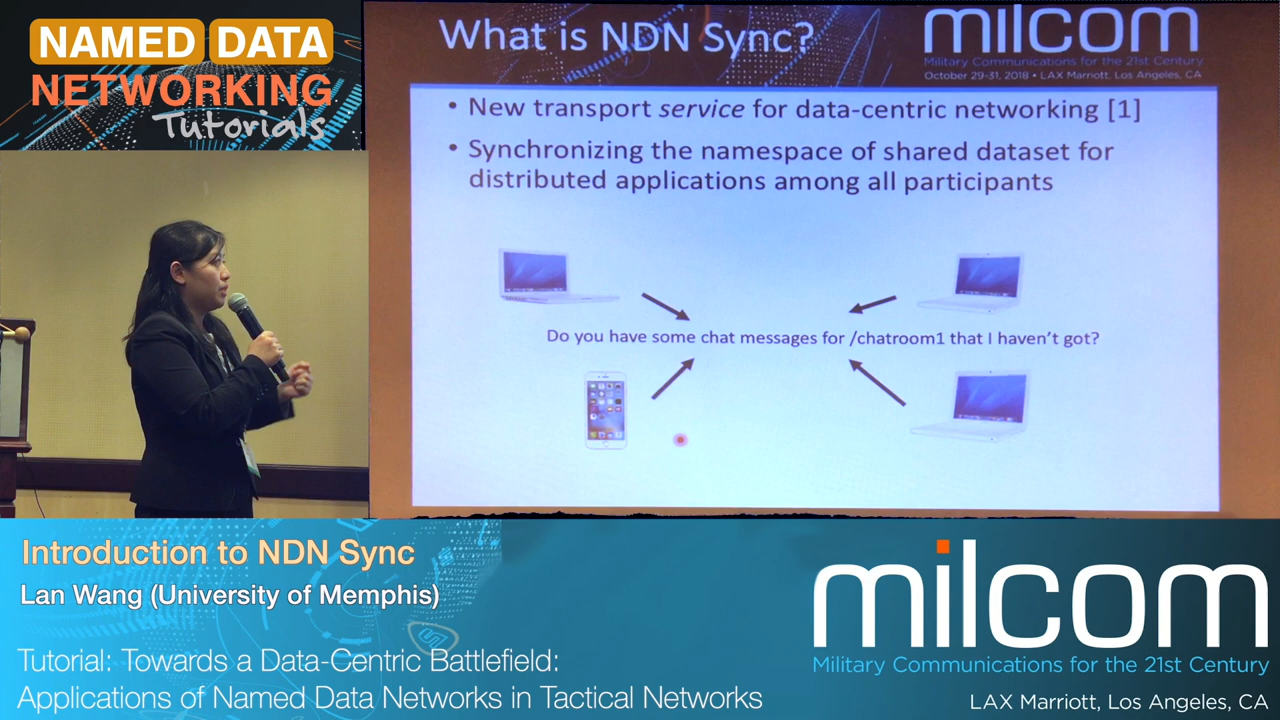 NAMED DATA
NETWORKING
Tutorials
What is NDN Sync?
milcom
Military Communications for the 21st Century
October 29-31, 2018 • LAX Marriott, Los Angeles, CA
• New transport service for data-centric networking [1]
• Synchronizing the namespace of shared dataset for
distributed applications among all participants
Do you have some chat messages for /chatroom1 that I haven't got?
Introduction to NDN Sync
Lan Wang (University of Memphis)
Tutorial: Towards a Data-Centric Battlefield:
Applications of Named Data Networks in Tactical Networks
milcom
Military Communications for the 21st Century
LAX Marriott, Los Angeles, CA